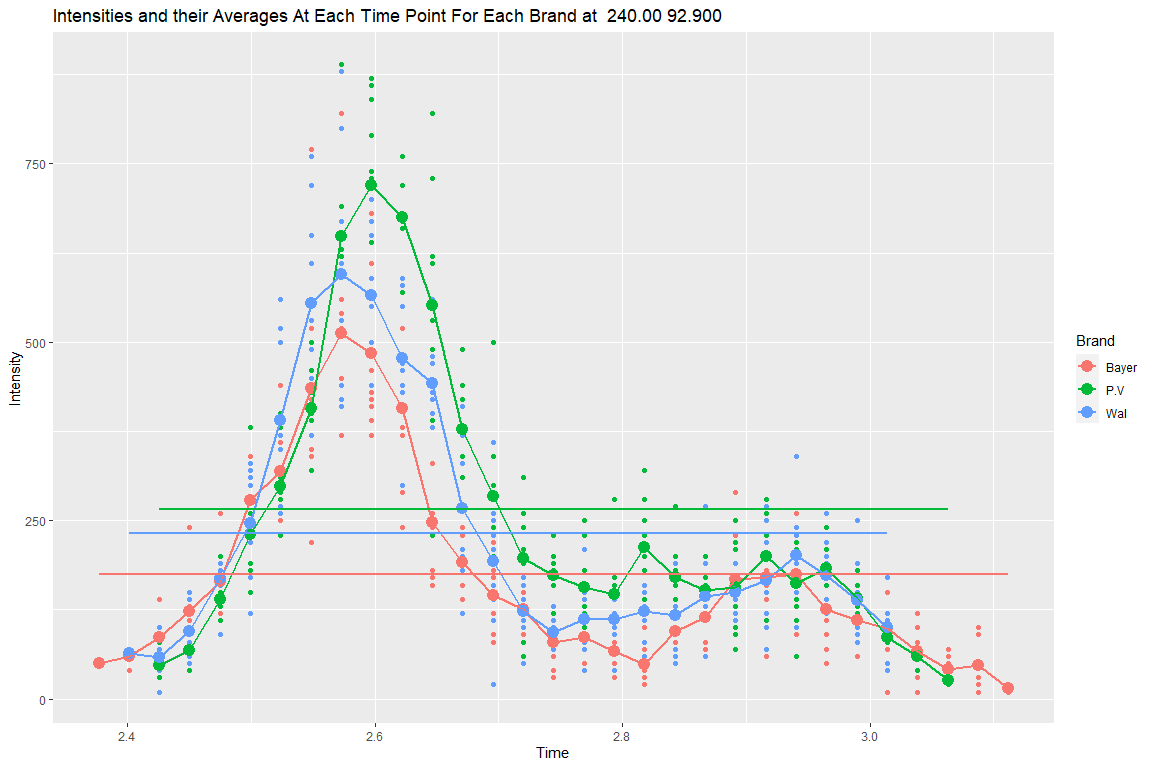 Intensities and their Averages At Each Time Point For Each Brand at  240.00 92.900
Intensity
750
500
250
0
2.4
2.6
2.8
3.0
Time
Brand
Bayer
P.V
Wal